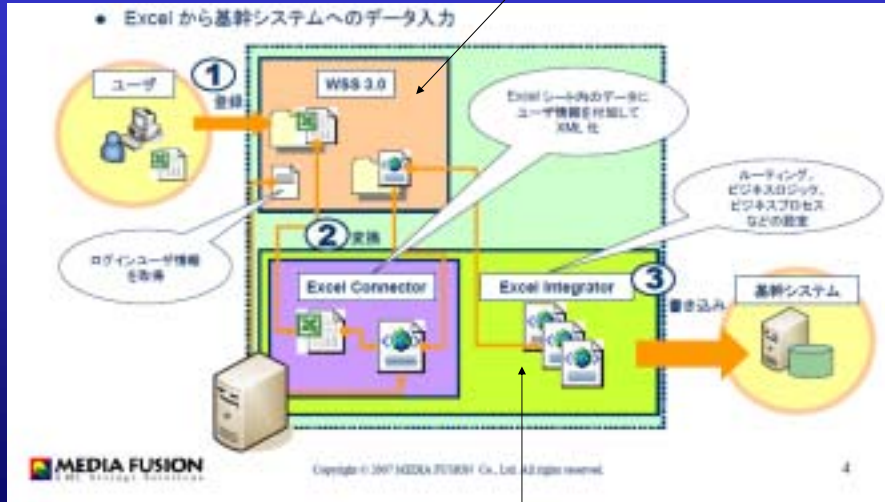 ● Excel から基幹システムへのデータ入力
ユーザ
①
登録
WSS 3.0
Excel シート内のデータに
ユーザ情報を付加して
XML 化
ルーティング、
ビジネスロジック、
ビジネスプロセス
などの設定
ログインユーザ情報
を取得
②
変換
Excel Connector
Excel Integrator
③
書き込み
基幹システム
MEDIA FUSION
XML Storage Solutions
Copyright © 2007 MEDIA FUSION Co., Ltd. All rights reserved.
4